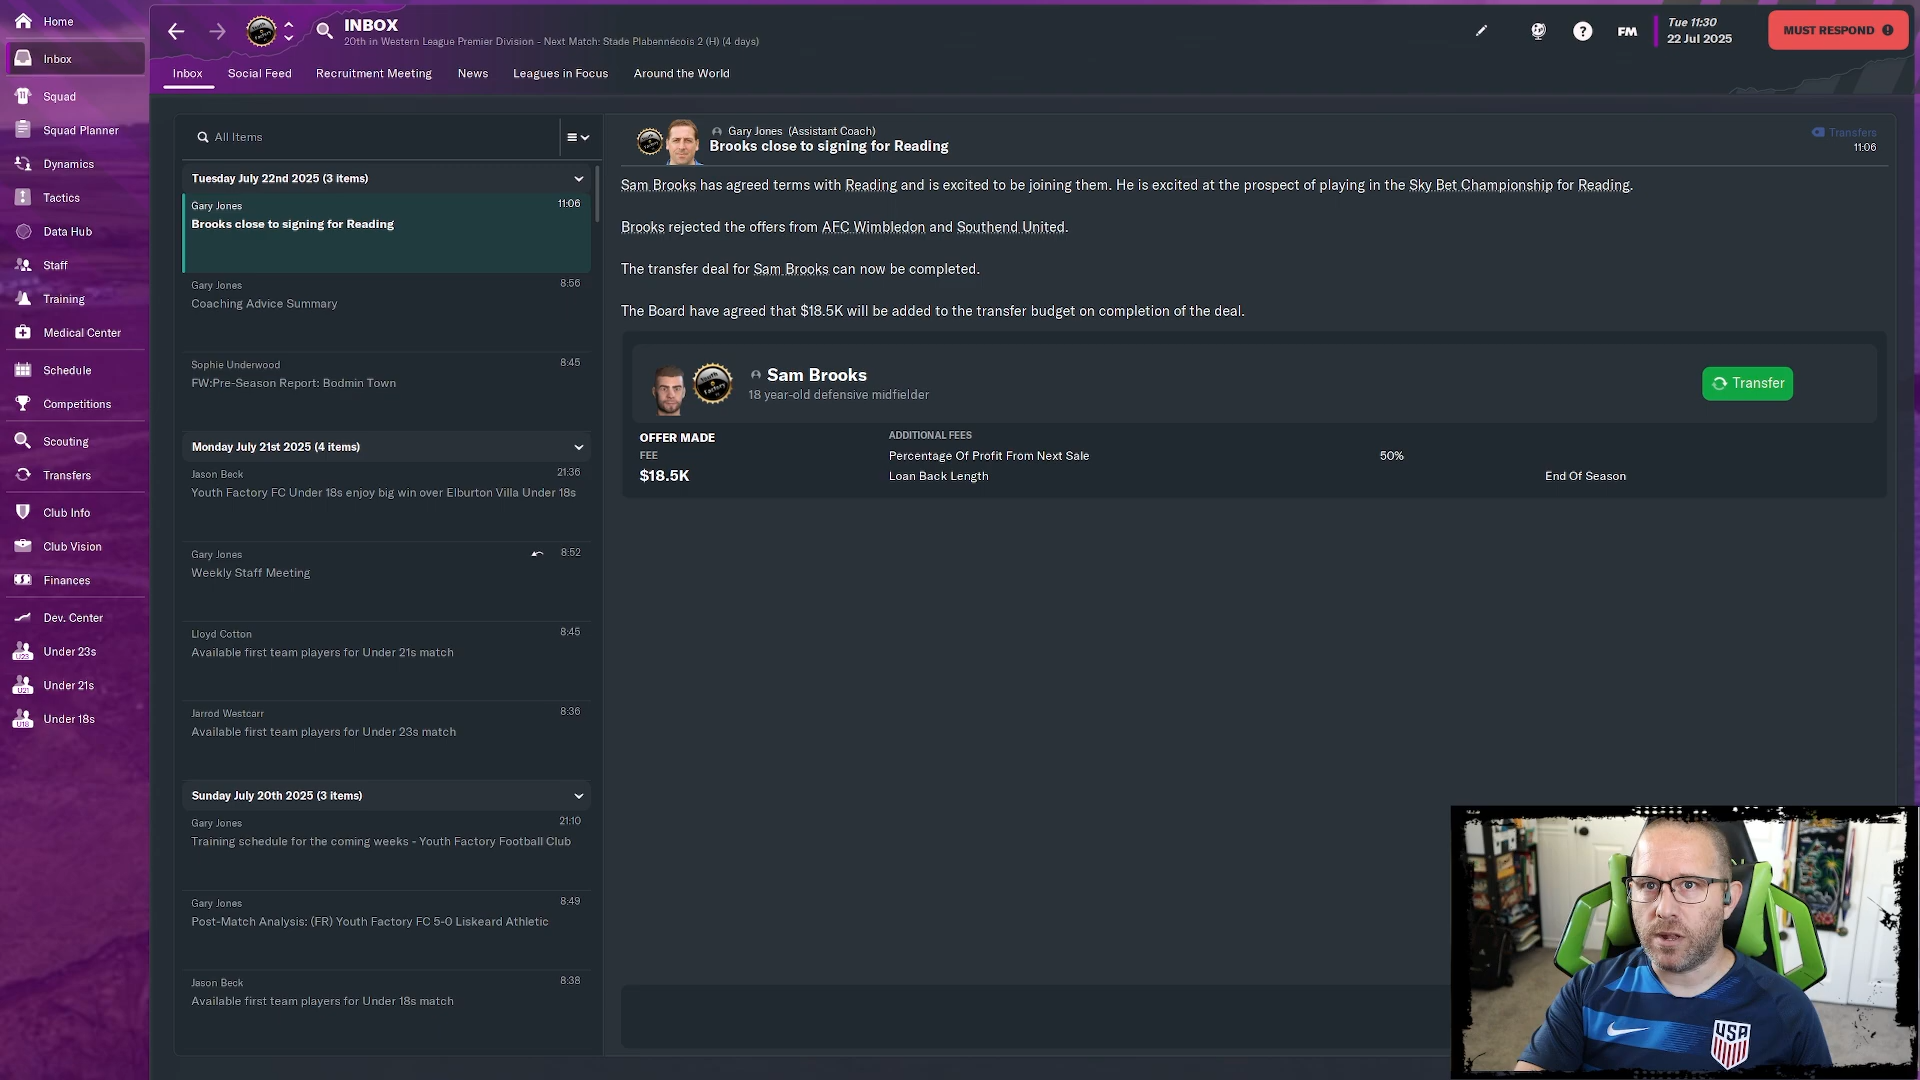 Home
Inbox
Squad
Squad Planner
Dynamics
Tactics
Data Hub
Staff
Training
Medical Center
Schedule
Competitions
Scouting
Transfers
Club Info
Club Vision
Finances
Dev. Center
U23
Under 23s
U21
Under 21s
U18
Under 18s
INBOX
20th in Western League Premier Division - Next Match: Stade Plabennécois 2 (H) (4 days)
FM
Tue 11:30
22 Jul 2025
MUST RESPOND
Inbox
Social Feed
Recruitment Meeting
News
Leagues in Focus
Around the World
All Items
Tuesday July 22nd 2025 (3 items)
Gary Jones 11:06
Brooks close to signing for Reading
Gary Jones 8:56
Coaching Advice Summary
Sophie Underwood 8:45
FW:Pre-Season Report: Bodmin Town
Monday July 21st 2025 (4 items)
Jason Beck 21:36
Youth Factory FC Under 18s enjoy big win over Elburton Villa Under 18s
Gary Jones 8:52
Weekly Staff Meeting
Lloyd Cotton 8:45
Available first team players for Under 21s match
Jarrod Westcarr 8:36
Available first team players for Under 23s match
Sunday July 20th 2025 (3 items)
Gary Jones 21:10
Training schedule for the coming weeks - Youth Factory Football Club
Gary Jones 8:49
Post-Match Analysis: (FR) Youth Factory FC 5-0 Liskeard Athletic
Jason Beck 8:38
Available first team players for Under 18s match
Gary Jones (Assistant Coach)
Brooks close to signing for Reading
Transfers
11:06
Sam Brooks has agreed terms with Reading and is excited to be joining them. He is excited at the prospect of playing in the Sky Bet Championship for Reading.
Brooks rejected the offers from AFC Wimbledon and Southend United.
The transfer deal for Sam Brooks can now be completed.
The Board have agreed that $18.5K will be added to the transfer budget on completion of the deal.
Sam Brooks
18 year-old defensive midfielder
Transfer
OFFER MADE
FEE
$18.5K
ADDITIONAL FEES
Percentage Of Profit From Next Sale 50%
Loan Back Length End Of Season
USA